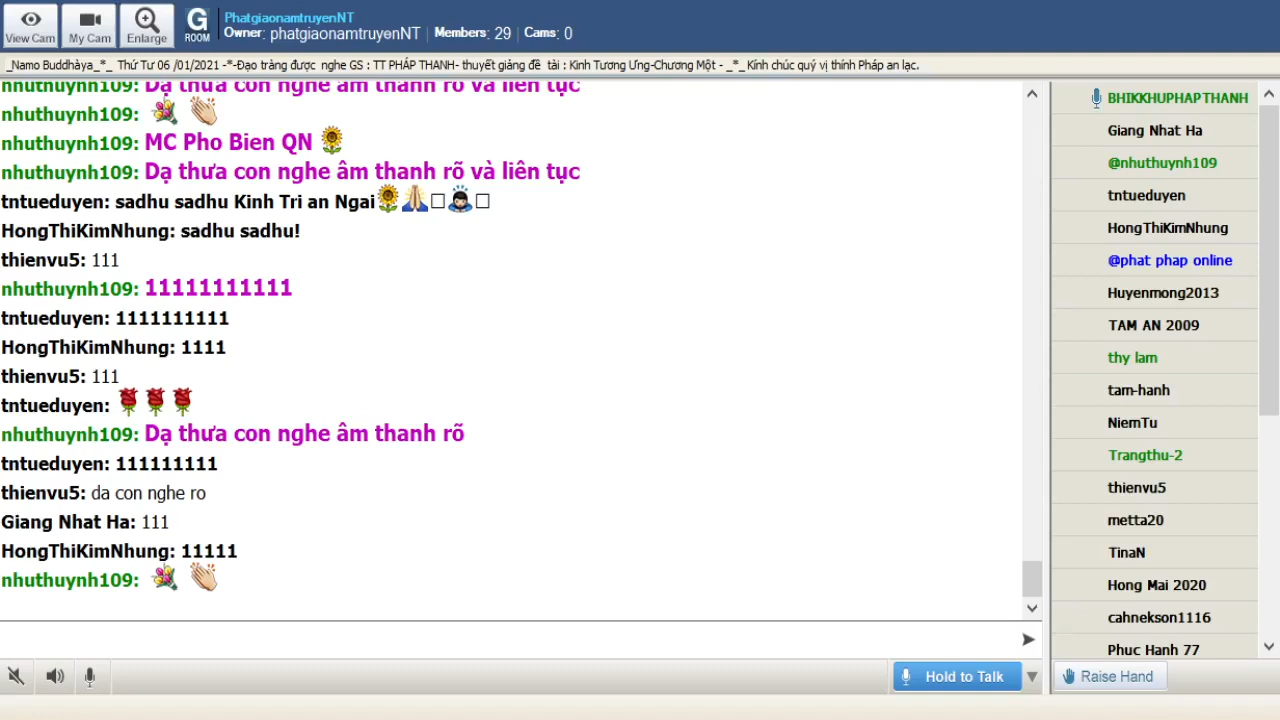 View Cam
My Cam
Enlarge
G
ROOM
PhatgiaonamtruyenNT
Owner: phatgiaonamtruyenNT | Members: 29 | Cams: 0
_Namo Buddhàya_*_ Thứ Tư 06 /01/2021 -*-Đạo tràng được nghe GS : TT PHÁP THANH- thuyết giảng đề tài : Kinh Tương Ưng-Chương Một - _*_Kính chúc quý vị thính Pháp an lạc.
nhuthuynh109: Dạ thưa con nghe âm thanh rõ và liên tục
nhuthuynh109:
nhuthuynh109: MC Pho Bien QN
nhuthuynh109: Dạ thưa con nghe âm thanh rõ và liên tục
tntueduyen: sadhu sadhu Kinh Tri an Ngai
HongThiKimNhung: sadhu sadhu!
thienvu5: 111
nhuthuynh109: 11111111111
tntueduyen: 1111111111
HongThiKimNhung: 1111
thienvu5: 111
tntueduyen:
nhuthuynh109: Dạ thưa con nghe âm thanh rõ
tntueduyen: 111111111
thienvu5: da con nghe ro
Giang Nhat Ha: 111
HongThiKimNhung: 11111
nhuthuynh109:
Hold to Talk
BHIKKHUPHAPTHANH
Giang Nhat Ha
@nhuthuynh109
tntueduyen
HongThiKimNhung
@phat phap online
Huyenmong2013
TAM AN 2009
thy lam
tam-hanh
NiemTu
Trangthu-2
thienvu5
metta20
TinaN
Hong Mai 2020
cahnekson1116
Phuc Hanh 77
Raise Hand